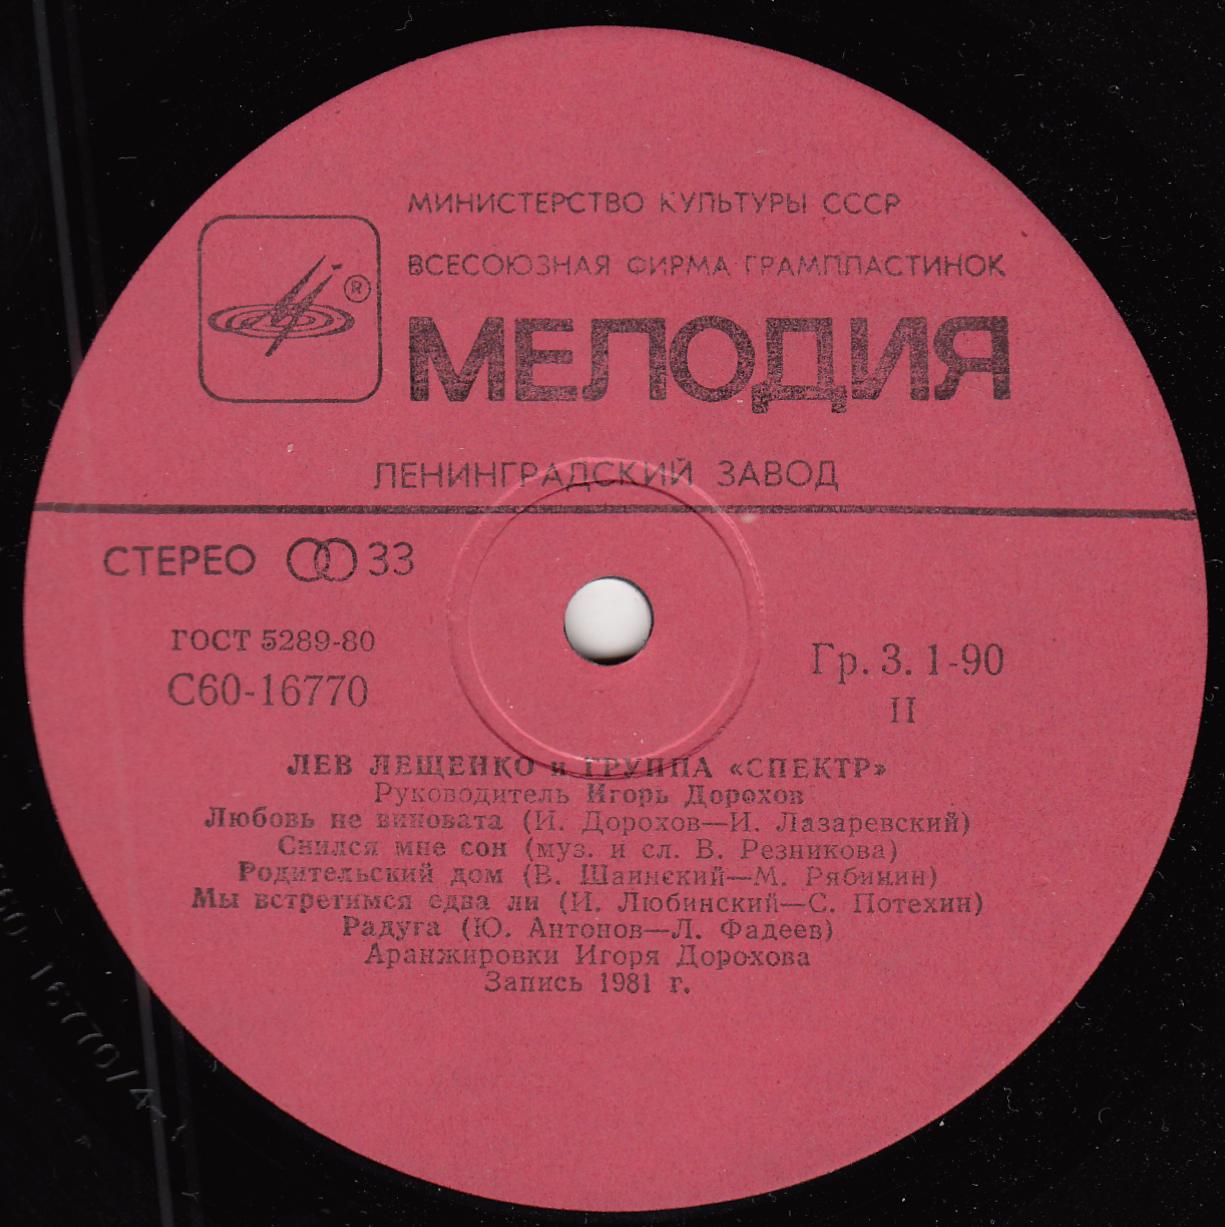 МИНИСТЕРСТВО КУЛЬТУРЫ СССР
ВСЕСОЮЗНАЯ ФИРМА ГРАМПЛАСТИНОК
®
МЕЛОДИЯ
ЛЕНИНГРАДСКИЙ ЗАВОД
СТЕРЕО 33
ГОСТ 5289-80
С60-16770
Гр. 3. 1-90
II
ЛЕВ ЛЕЩЕНКО и ГРУППА «СПЕКТР»
Руководитель Игорь Дорохов
Любовь не виновата (И. Дорохов—И. Лазаревский)
Снился мне сон (муз. и сл. В. Резникова)
Родительский дом (В. Шаинский—М. Рябинин)
Мы встретимся едва ли (И. Любинский—С. Потехин)
Радуга (Ю. Антонов—Л. Фадеев)
Аранжировки Игоря Дорохова
Запись 1981 г.